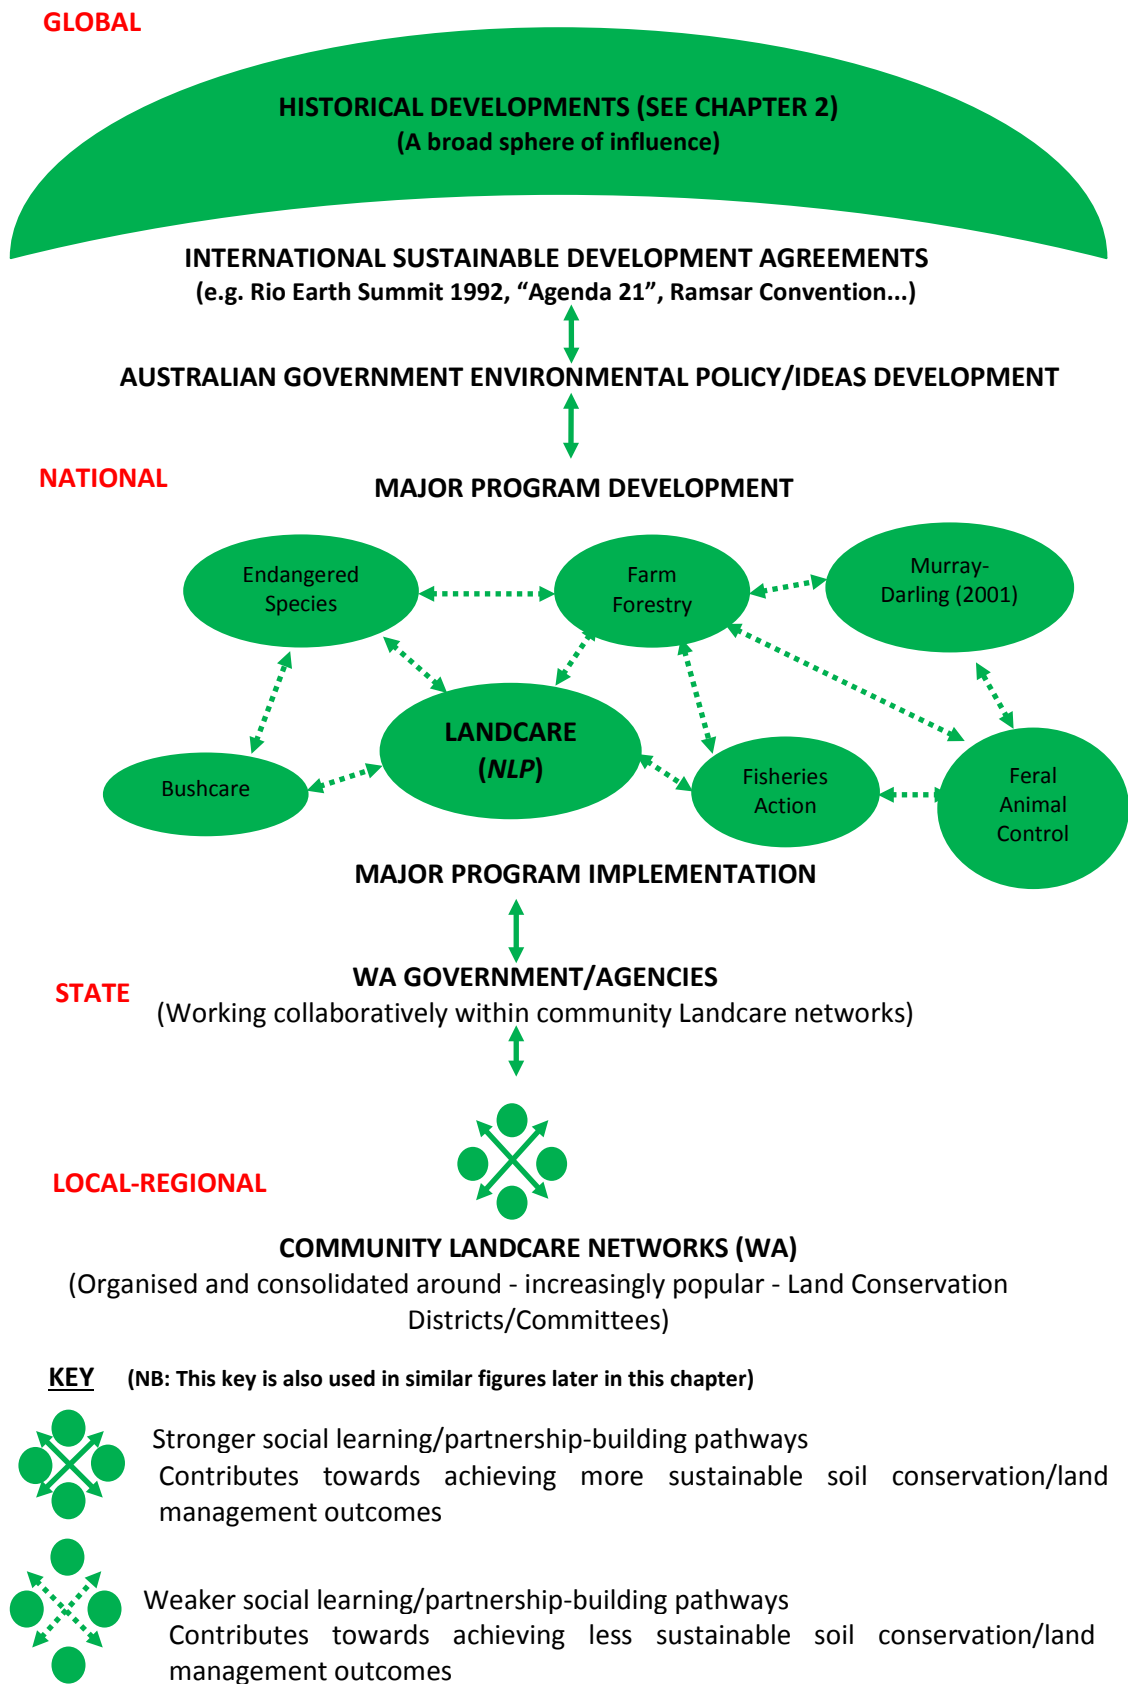 GLOBAL
HISTORICAL DEVELOPMENTS (SEE CHAPTER 2)
(A broad sphere of influence)
INTERNATIONAL SUSTAINABLE DEVELOPMENT AGREEMENTS
(e.g. Rio Earth Summit 1992, “Agenda 21”, Ramsar Convention...)
AUSTRALIAN GOVERNMENT ENVIRONMENTAL POLICY/IDEAS DEVELOPMENT
NATIONAL
MAJOR PROGRAM DEVELOPMENT
Endangered
Species
Farm
Forestry
Murray-
Darling (2001)
LANDCARE
(NLP)
Bushcare
Fisheries
Action
Feral
Animal
Control
MAJOR PROGRAM IMPLEMENTATION
WA GOVERNMENT/AGENCIES
STATE
(Working collaboratively within community Landcare networks)
LOCAL-REGIONAL
COMMUNITY LANDCARE NETWORKS (WA)
(Organised and consolidated around - increasingly popular - Land Conservation
Districts/Committees)
KEY (NB: This key is also used in similar figures later in this chapter)
Stronger social learning/partnership-building pathways
Contributes towards achieving more sustainable soil conservation/land
management outcomes
Weaker social learning/partnership-building pathways
Contributes towards achieving less sustainable soil conservation/land
management outcomes